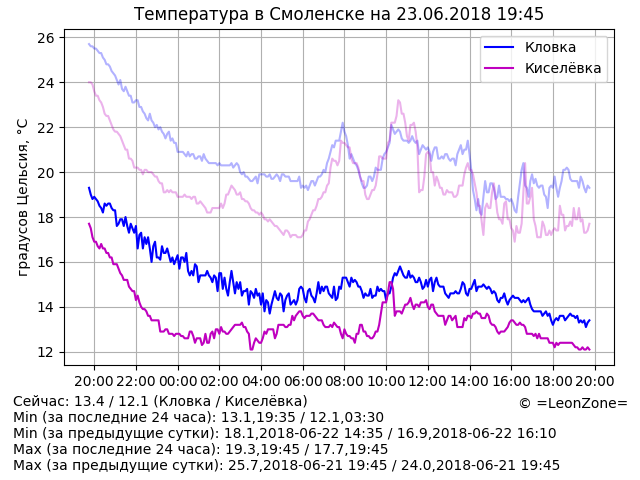 Температура в Смоленске на 23.06.2018 19:45
градусов Цельсия, °C
26
24
22
20
18
16
14
12
Кловка
Киселёвка
20:00 22:00 00:00 02:00 04:00 06:00 08:00 10:00 12:00 14:00 16:00 18:00 20:00
Сейчас: 13.4 / 12.1 (Кловка / Киселёвка)
© =LeonZone=
Min (за последние 24 часа): 13.1,19:35 / 12.1,03:30
Min (за предыдущие сутки): 18.1,2018-06-22 14:35 / 16.9,2018-06-22 16:10
Max (за последние 24 часа): 19.3,19:45 / 17.7,19:45
Max (за предыдущие сутки): 25.7,2018-06-21 19:45 / 24.0,2018-06-21 19:45